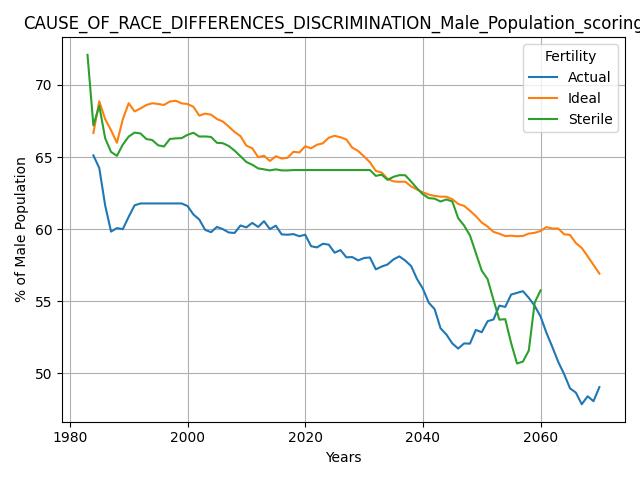 CAUSE_OF_RACE_DIFFERENCES_DISCRIMINATION_Male_Population_scoring
Fertility
Actual
Ideal
Sterile
% of Male Population
70
65
60
55
50
1980
2000
2020
2040
2060
Years